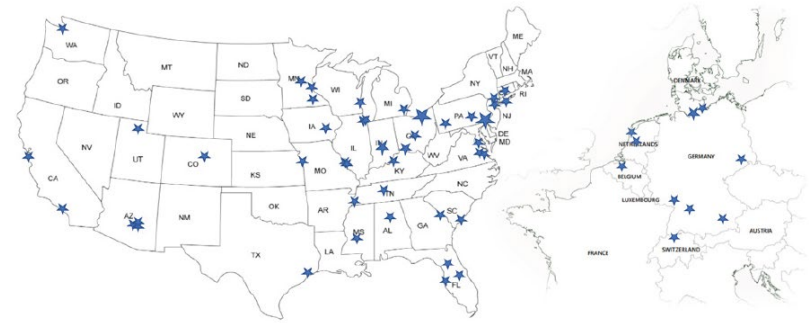 WA
OR
CA
NV
ID
MT
WY
UT
CO
AZ
NM
ND
SD
NE
KS
OK
TX
MN
IA
MO
AR
LA
WI
IL
MI
KY
TN
MS
AL
GA
FL
SC
NC
VA
WV
PA
NY
VT
NH
ME
MA
RI
NJ
DE
MD
DENMARK
NETHERLANDS
BELGIUM
LUXEMBOURG
GERMANY
FRANCE
SWITZERLAND
AUSTRIA